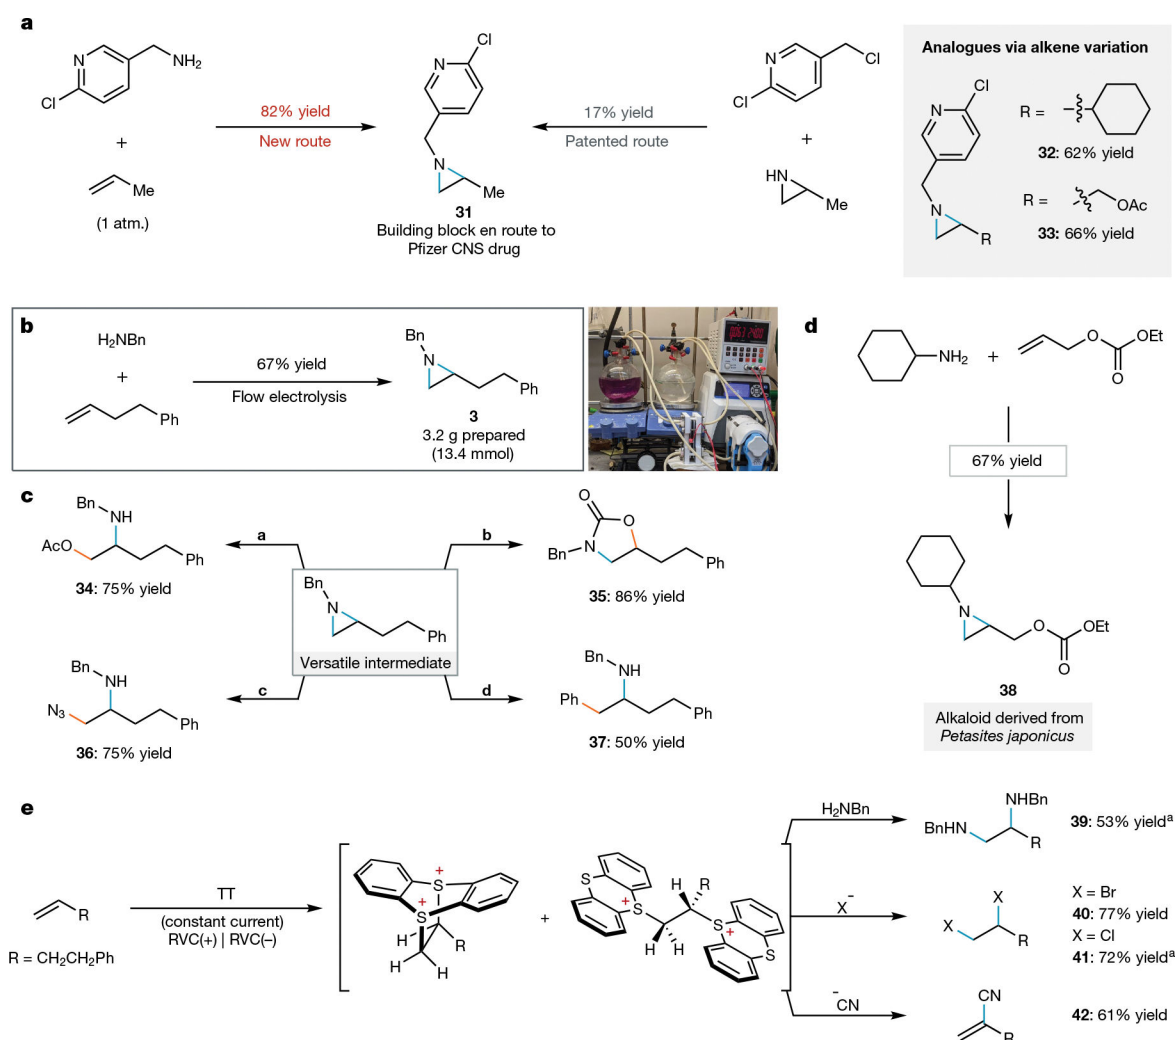 a
N
NH2
Cl
+
Me
(1 atm.)
82% yield
New route
Cl
N
N
Me
31
Building block en route to
Pfizer CNS drug
17% yield
Patented route
N
Cl
Cl
+
HN
Me
Analogues via alkene variation
Cl
N
N
R
R =
32: 62% yield
R =
OAc
33: 66% yield
b
H2NBn
+
Ph
67% yield
Flow electrolysis
Bn
N
Ph
3
3.2 g prepared
(13.4 mmol)
d
NH2
+
O
OEt
O
67% yield
N
O
OEt
O
38
Alkaloid derived from
Petasites japonicus
c
Bn
NH
AcO
Ph
34: 75% yield
a
b
O
O
N
Bn
Ph
35: 86% yield
Bn
N
Ph
Versatile intermediate
Bn
NH
N3
Ph
36: 75% yield
c
d
Bn
NH
Ph
Ph
37: 50% yield
e
R
R = CH2CH2Ph
TT
(constant current)
RVC(+) | RVC(–)
+
S
+
S
H
R
H
H
+
S
+
S
H
R
H
H
S
+
S
H2NBn
NHBn
BnHN
R
39: 53% yielda
X–
X
X
R
X = Br
40: 77% yield
X = Cl
41: 72% yielda
–CN
CN
R
42: 61% yield